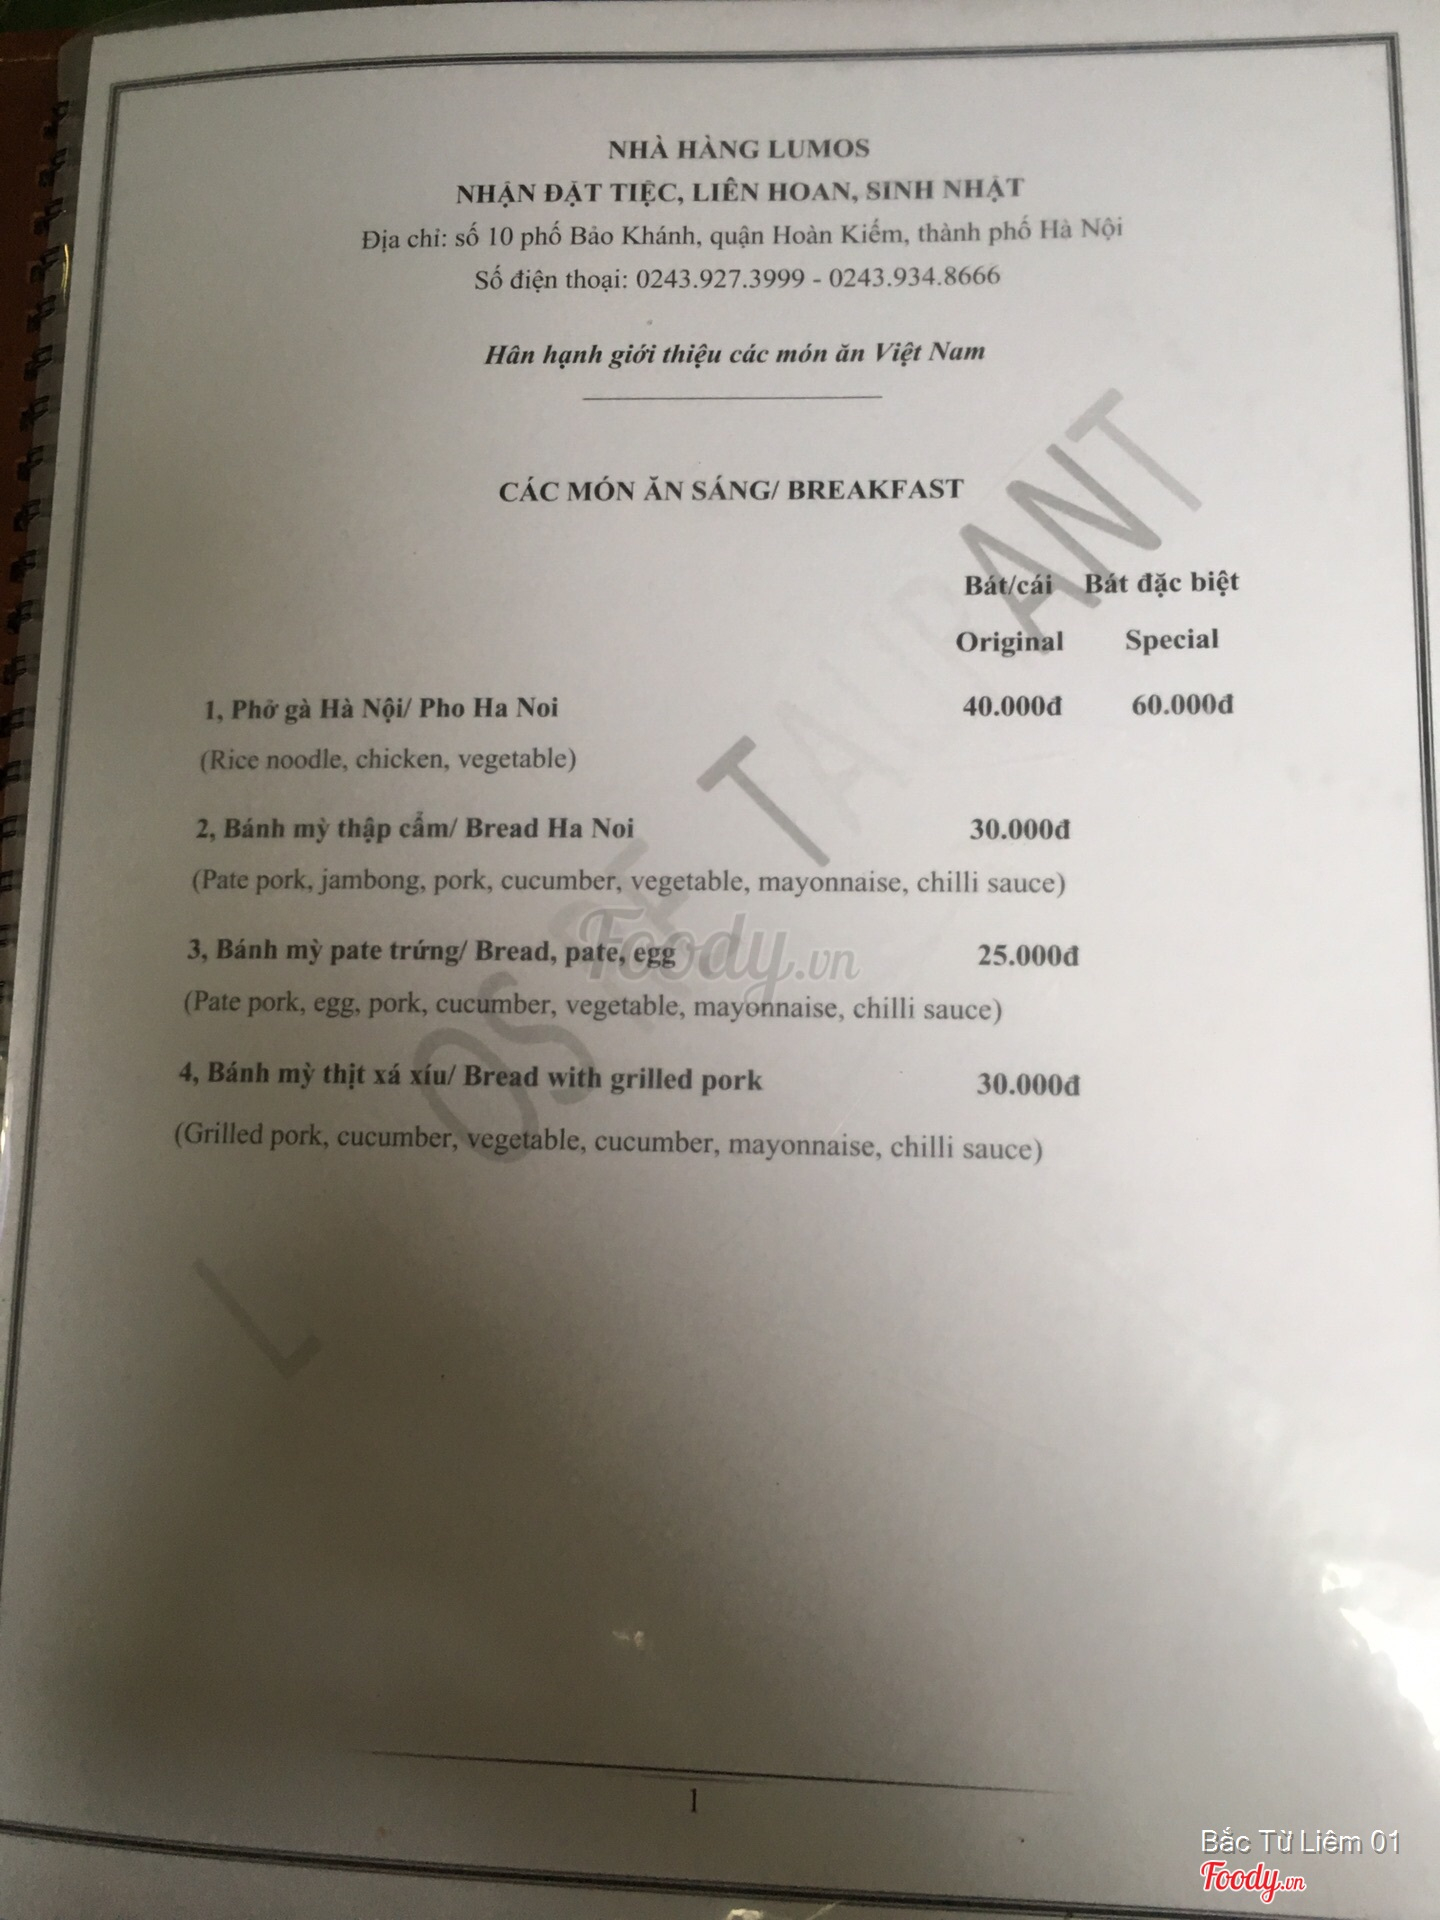 NHÀ HÀNG LUMOS
NHẬN ĐẶT TIỆC, LIÊN HOAN, SINH NHẬT
Địa chỉ: số 10 phố Bảo Khánh, quận Hoàn Kiếm, thành phố Hà Nội
Số điện thoại: 0243.927.3999 - 0243.934.8666
Hân hạnh giới thiệu các món ăn Việt Nam
CÁC MÓN ĂN SÁNG/ BREAKFAST
Bát/cái Bát đặc biệt
Original Special
1, Phở gà Hà Nội/ Pho Ha Noi 40.000đ 60.000đ
(Rice noodle, chicken, vegetable)
2, Bánh mỳ thập cẩm/ Bread Ha Noi 30.000đ
(Pate pork, jambong, pork, cucumber, vegetable, mayonnaise, chilli sauce)
3, Bánh mỳ pate trứng/ Bread, pate, egg 25.000đ
(Pate pork, egg, pork, cucumber, vegetable, mayonnaise, chilli sauce)
4, Bánh mỳ thịt xá xíu/ Bread with grilled pork 30.000đ
(Grilled pork, cucumber, vegetable, cucumber, mayonnaise, chilli sauce)
Foody.vn
1
Bắc Từ Liêm 01
Foody.vn